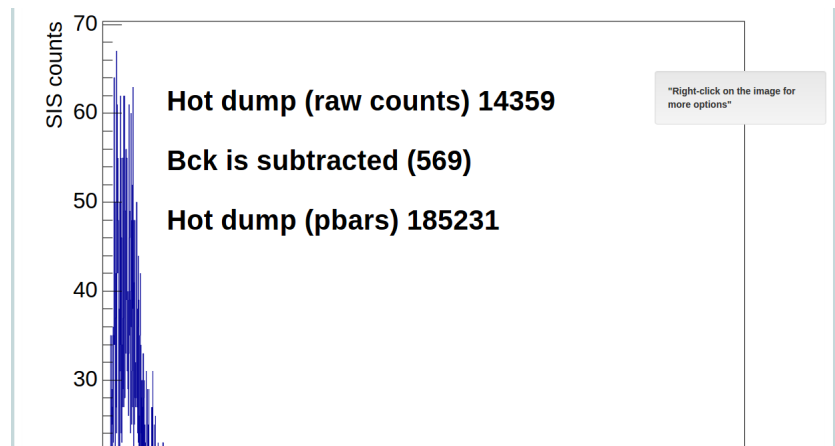 SIS counts
70
60
50
40
30
Hot dump (raw counts) 14359
Bck is subtracted (569)
Hot dump (pbars) 185231
"Right-click on the image for
more options"